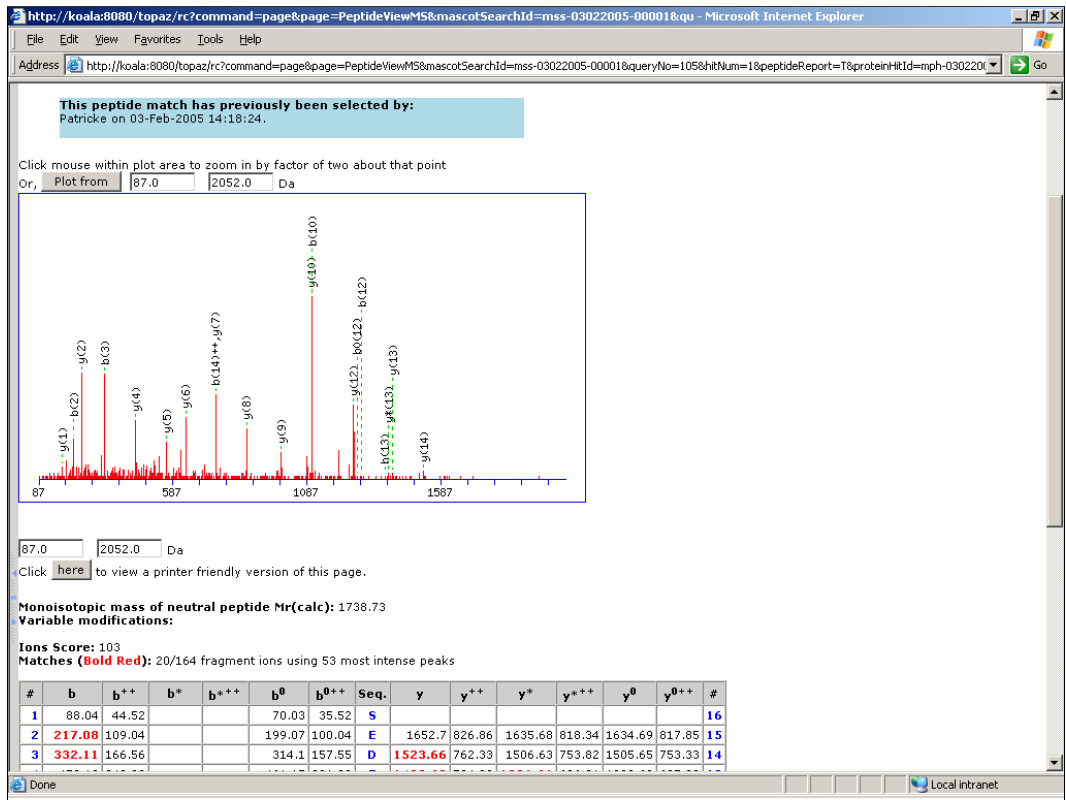 http://koala:8080/topaz/rc?command=page&page=PeptideViewMS&mascotSearchId=mss-03022005-00001&qu - Microsoft Internet Explorer
File Edit View Favorites Tools Help
Address http://koala:8080/topaz/rc?command=page&page=PeptideViewMS&mascotSearchId=mss-03022005-00001&queryNo=105&hitNum=1&peptideReport=T&proteinHitId=mph-030220 Go
This peptide match has previously been selected by:
Patricke on 03-Feb-2005 14:18:24.
Click mouse within plot area to zoom in by factor of two about that point
Or, Plot from 87.0 2052.0 Da
y(1)
b(2)
y(2)
b(3)
y(4)
y(5)
y(6)
b(14)++,y(7)
y(8)
y(9)
y(10) b(10)
y(12) b0(12) b(12)
b(13) y*(13) y(13)
y(14)
87 587 1087 1587
87.0 2052.0 Da
Click here to view a printer friendly version of this page.
Monoisotopic mass of neutral peptide Mr(calc): 1738.73
Variable modifications:
Ions Score: 103
Matches (Bold Red): 20/164 fragment ions using 53 most intense peaks
# b b++ b* b*++ b0 b0++ Seq. y y++ y* y*++ y0 y0++ #
1 88.04 44.52 70.03 35.52 S 16
2 217.08 109.04 199.07 100.04 E 1652.7 826.86 1635.68 818.34 1634.69 817.85 15
3 332.11 166.56 314.1 157.55 D 1523.66 762.33 1506.63 753.82 1505.65 753.33 14
Done Local intranet